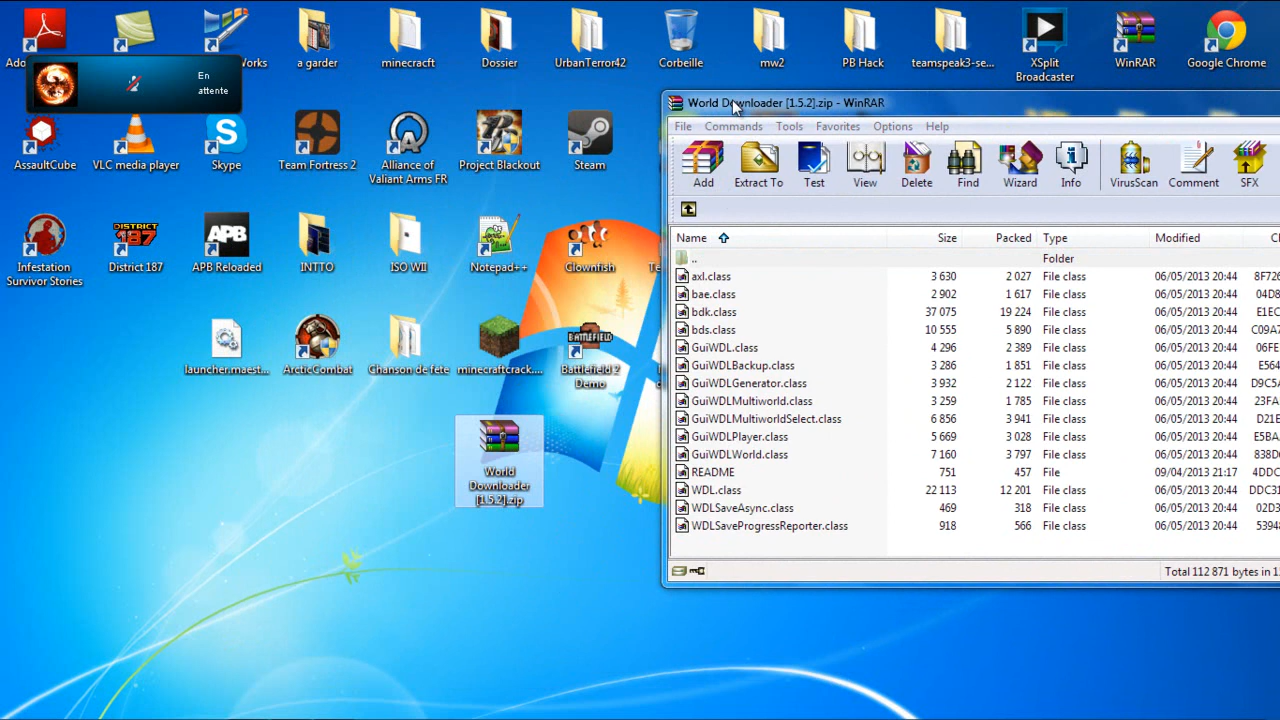 Ado
orks
a garder
minecracft
Dossier
UrbanTerror42
Corbeille
mw2
PB Hack
teamspeak3-se...
XSplit
Broadcaster
WinRAR
Google Chrome
En
attente
AssaultCube
VLC media player
Skype
Team Fortress 2
Alliance of
Valiant Arms FR
Project Blackout
Steam
Infestation
Survivor Stories
DISTRICT
187
District 187
APB
APB Reloaded
INTTO
ISO WII
Notepad++
Clownfish
Te
launcher.maest...
ArcticCombat
Chanson de fete
minecraftcrack....
BATTLEFIELD
Battlefield 2
Demo
World
Downloader
[1.5.2].zip
World Downloader [1.5.2].zip - WinRAR
File Commands Tools Favorites Options Help
Add Extract To Test View Delete Find Wizard Info VirusScan Comment SFX
Name Size Packed Type Modified
.. Folder
axl.class 3 630 2 027 File class 06/05/2013 20:44 8F726
bae.class 2 902 1 617 File class 06/05/2013 20:44 04D8
bdk.class 37 075 19 224 File class 06/05/2013 20:44 E1EC
bds.class 10 555 5 890 File class 06/05/2013 20:44 C09A
GuiWDL.class 4 296 2 389 File class 06/05/2013 20:44 06FE
GuiWDLBackup.class 3 286 1 851 File class 06/05/2013 20:44 E564
GuiWDLGenerator.class 3 932 2 122 File class 06/05/2013 20:44 D9C5
GuiWDLMultiworld.class 3 259 1 785 File class 06/05/2013 20:44 23FA
GuiWDLMultiworldSelect.class 6 856 3 941 File class 06/05/2013 20:44 D21E
GuiWDLPlayer.class 5 669 3 028 File class 06/05/2013 20:44 E5BA
GuiWDLWorld.class 7 160 3 797 File class 06/05/2013 20:44 838D
README 751 457 File 09/04/2013 21:17 4DDC
WDL.class 22 113 12 201 File class 06/05/2013 20:44 DDC31
WDLSaveAsync.class 469 318 File class 06/05/2013 20:44 02D3
WDLSaveProgressReporter.class 918 566 File class 06/05/2013 20:44 5394
Total 112 871 bytes in 1